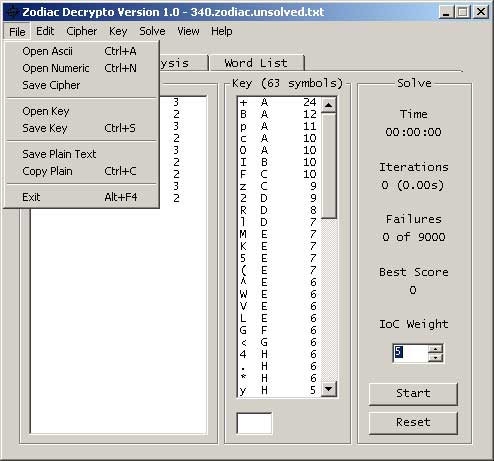 Zodiac Decrypto Version 1.0 - 340.zodiac.unsolved.txt
File Edit Cipher Key Solve View Help
Open Ascii Ctrl+A
Open Numeric Ctrl+N
Save Cipher
Open Key
Save Key Ctrl+S
Save Plain Text
Copy Plain Ctrl+C
Exit Alt+F4
ysis
Word List
3
2
3
2
2
3
2
Key (63 symbols)
+ A 24
B A 12
p A 11
c A 10
O A 10
I B 10
F C 10
z C 9
2 D 9
R D 8
l D 7
M E 7
K E 7
5 E 7
( E 7
^ E 6
W E 6
V E 6
L E 6
G F 6
< G 6
4 H 6
. H 6
* H 6
y H 5
Solve
Time
00:00:00
Iterations
0 (0.00s)
Failures
0 of 9000
Best Score
0
IoC Weight
5
Start
Reset